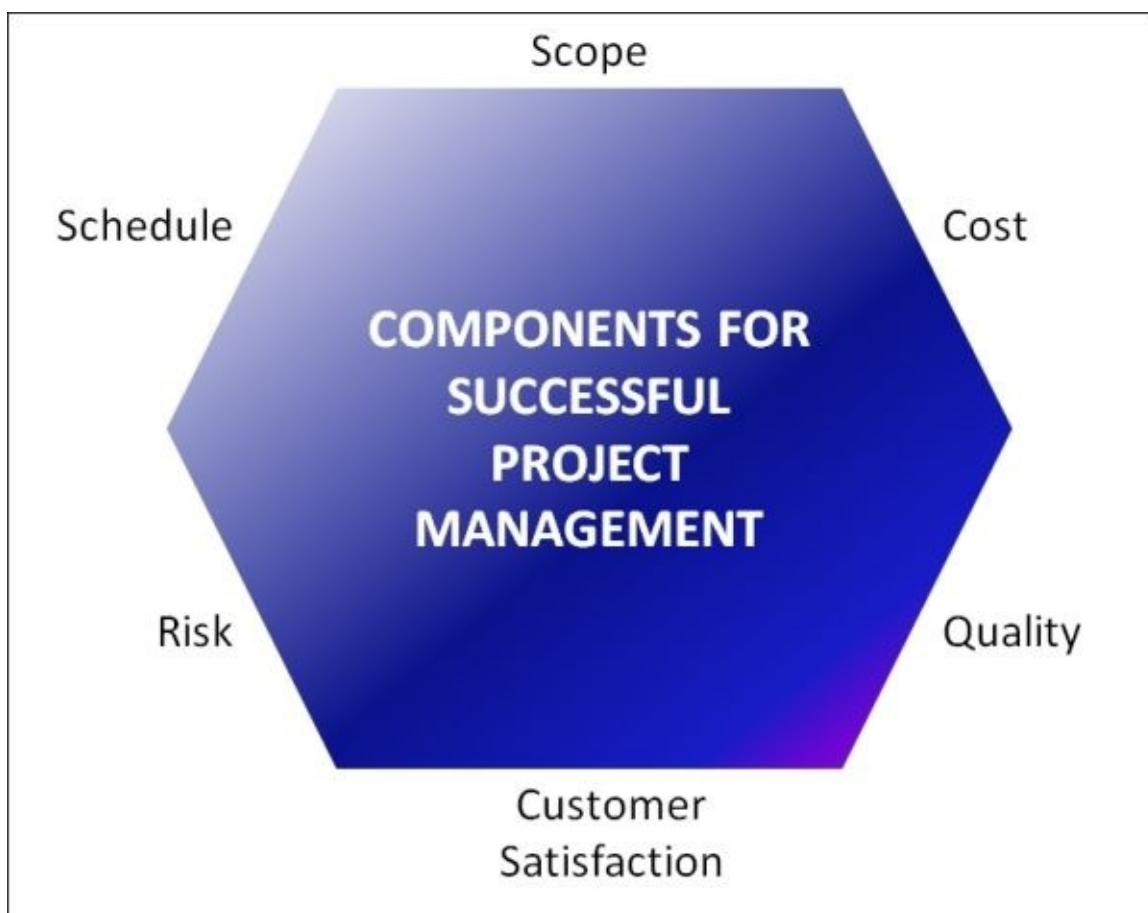 Scope
Schedule
Cost
COMPONENTS FOR
SUCCESSFUL
PROJECT
MANAGEMENT
Risk
Quality
Customer
Satisfaction